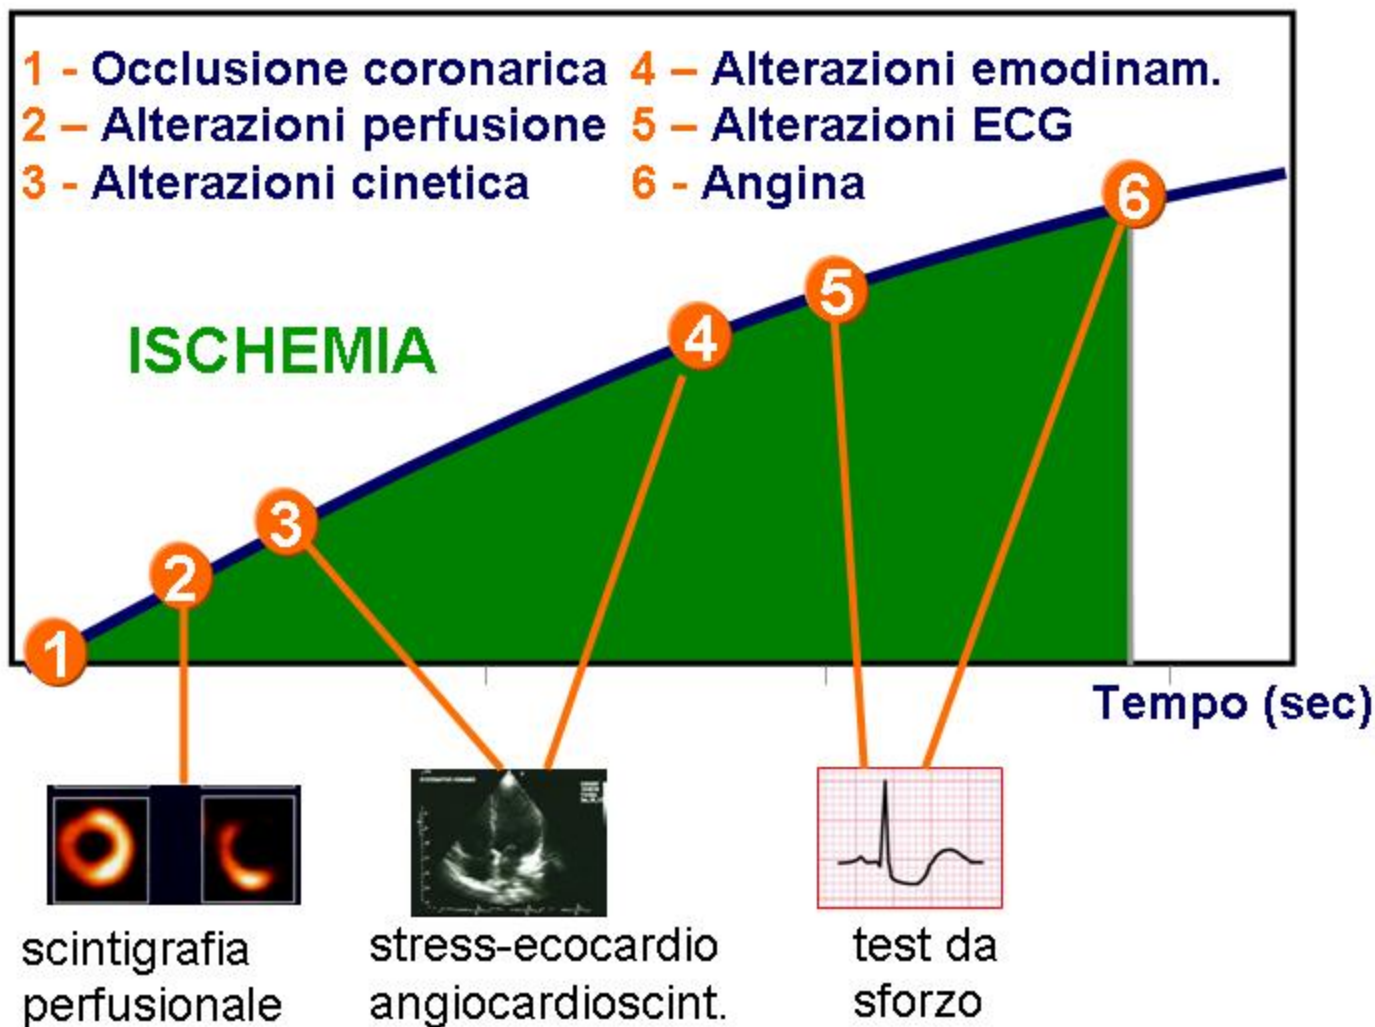 1 - Occlusione coronarica
2 – Alterazioni perfusione
3 - Alterazioni cinetica
4 – Alterazioni emodinam.
5 – Alterazioni ECG
6 - Angina
ISCHEMIA
1
2
3
4
5
6
Tempo (sec)
scintigrafia
perfusionale
stress-ecocardio
angiocardioscint.
test da
sforzo